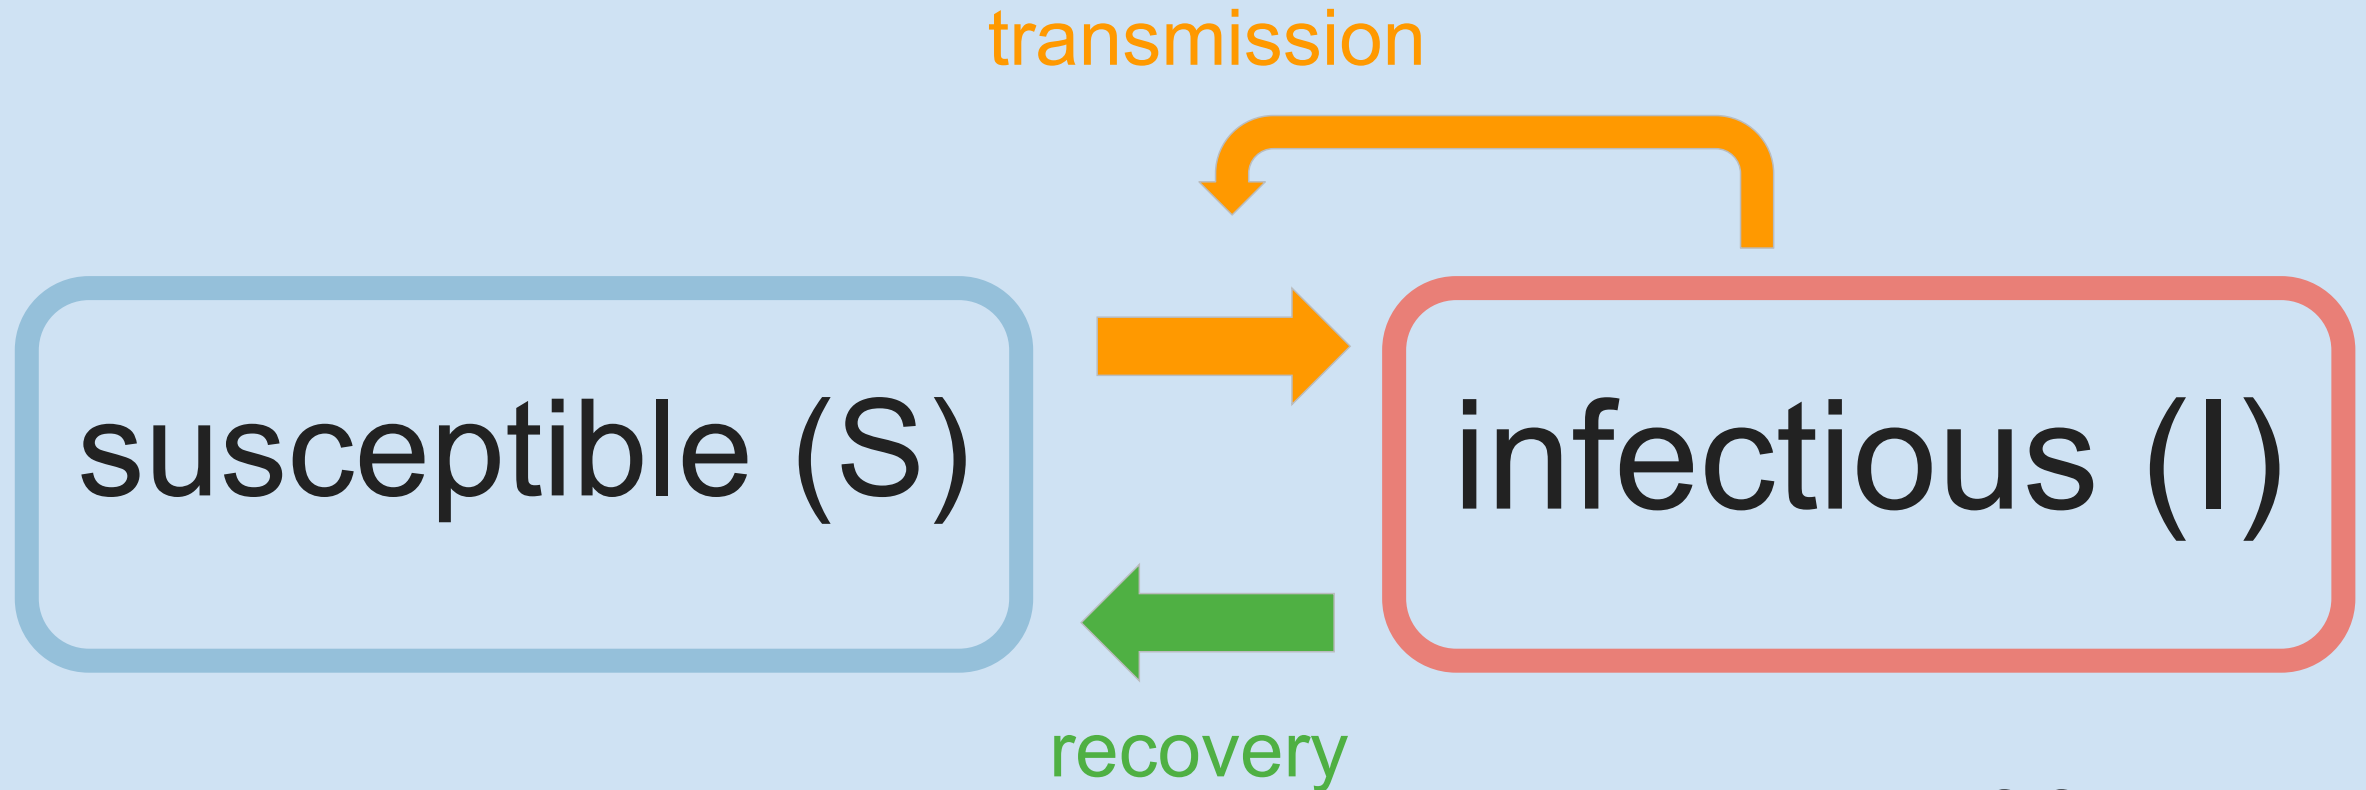 transmission
susceptible (S)
infectious (I)
recovery